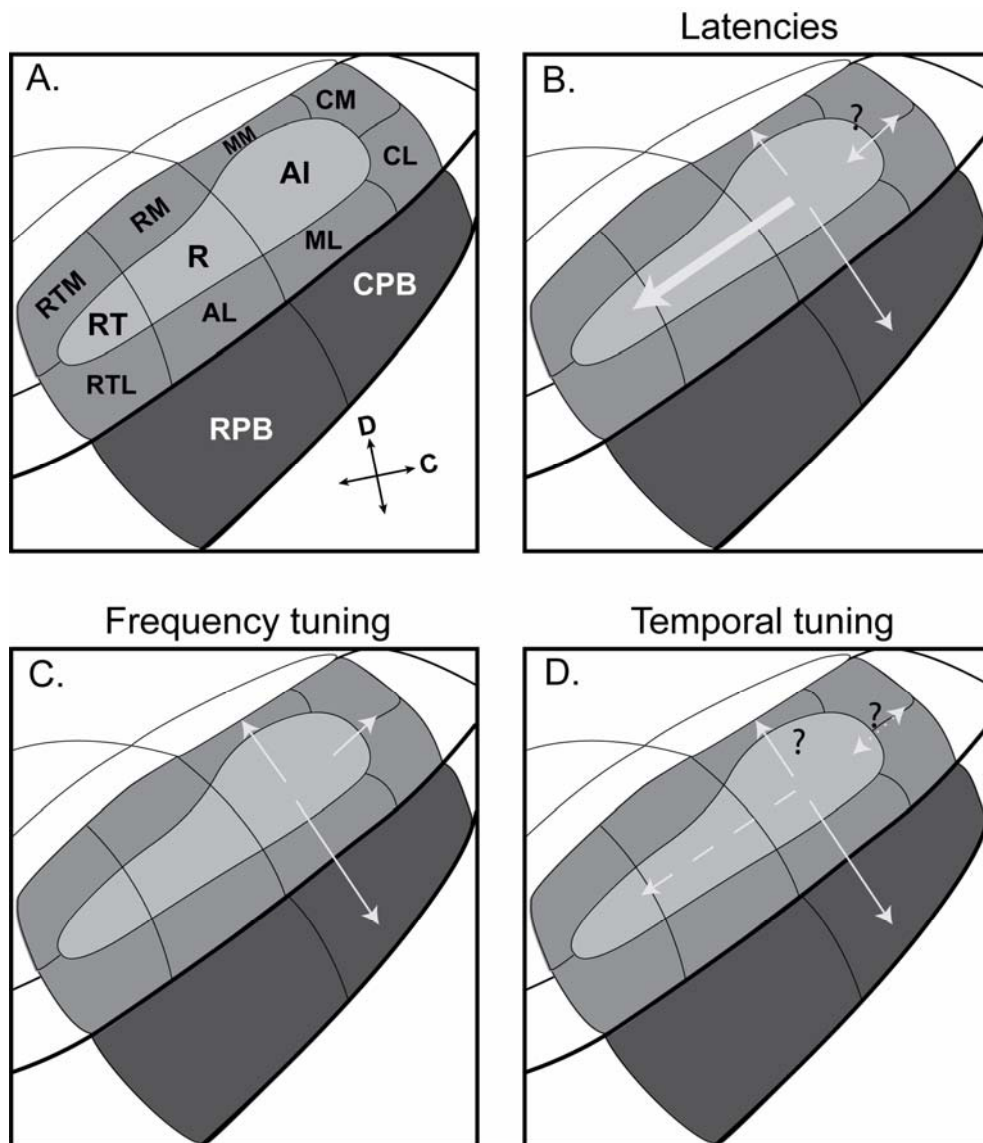 Latencies
A.
CM
MM
CL
AI
RM
R
ML
RTM
CPB
RT
AL
RTL
RPB
D
C
B.
?
Frequency tuning
Temporal tuning
C.
D.
?
?